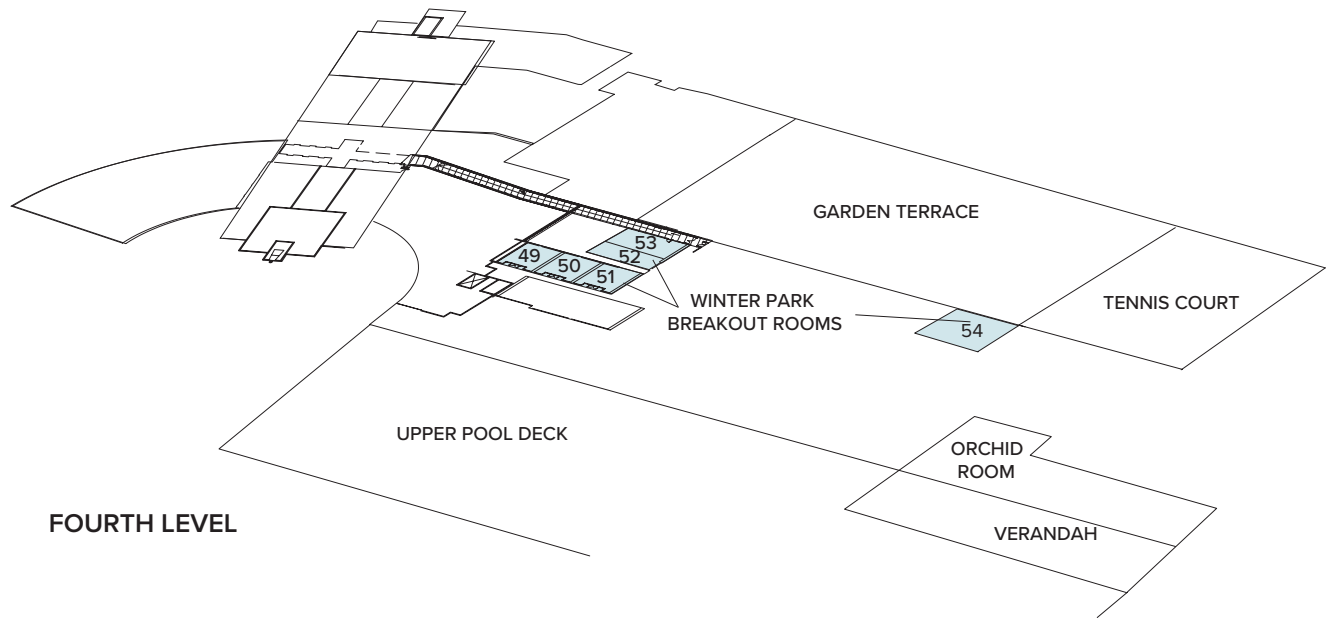 GARDEN TERRACE
53
52
49
50
51
WINTER PARK
BREAKOUT ROOMS
TENNIS COURT
54
UPPER POOL DECK
ORCHID
ROOM
FOURTH LEVEL
VERANDAH